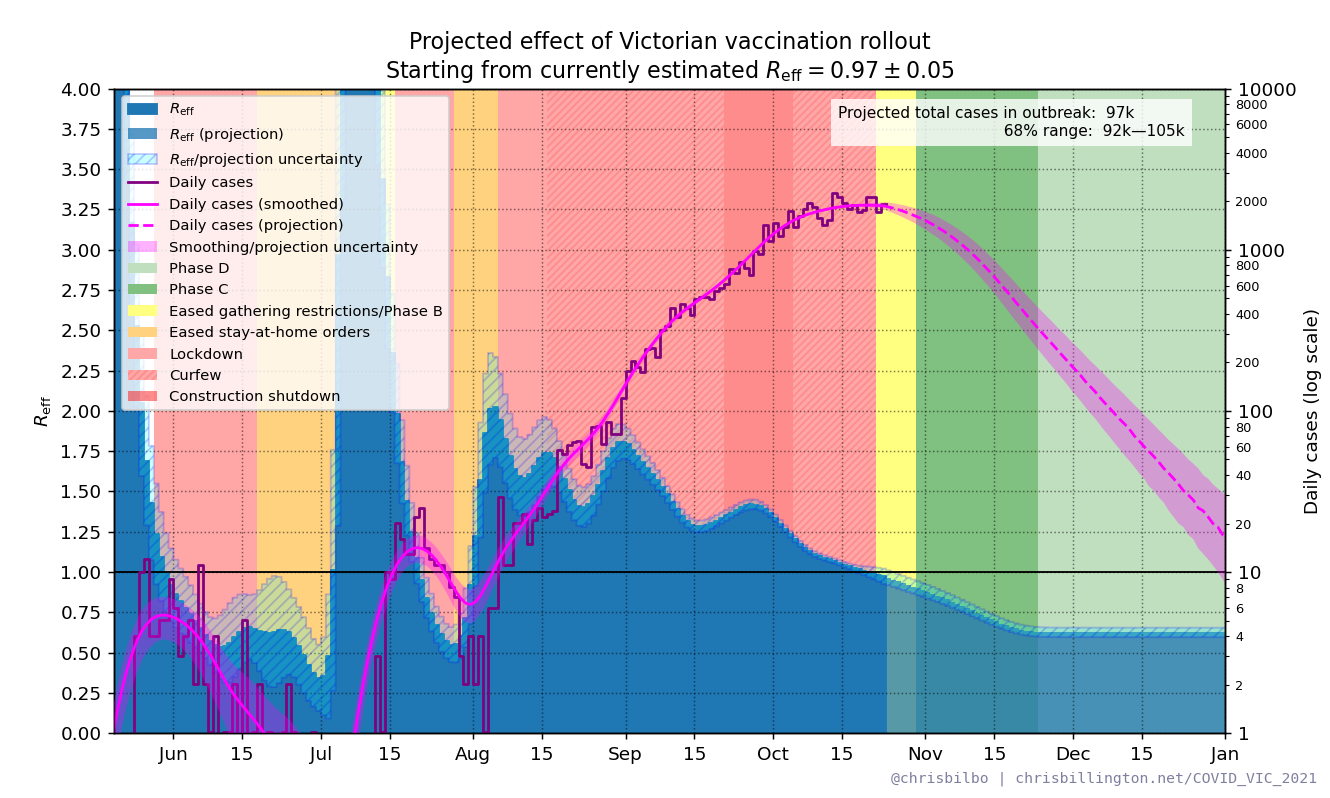 Projected effect of Victorian vaccination rollout
Starting from currently estimated R_eff = 0.97 ± 0.05
R_eff
R_eff (projection)
R_eff/projection uncertainty
Daily cases
Daily cases (smoothed)
Daily cases (projection)
Smoothing/projection uncertainty
Phase D
Phase C
Eased gathering restrictions/Phase B
Eased stay-at-home orders
Lockdown
Curfew
Construction shutdown
Projected total cases in outbreak: 97k
68% range: 92k—105k
R_eff
4.00
3.75
3.50
3.25
3.00
2.75
2.50
2.25
2.00
1.75
1.50
1.25
1.00
0.75
0.50
0.25
0.00
10000
8000
6000
4000
2000
1000
800
600
400
200
100
80
60
40
20
10
8
6
4
2
1
Daily cases (log scale)
Jun 15 Jul 15 Aug 15 Sep 15 Oct 15 Nov 15 Dec 15 Jan
@chrisbilbo | chrisbillington.net/COVID_VIC_2021